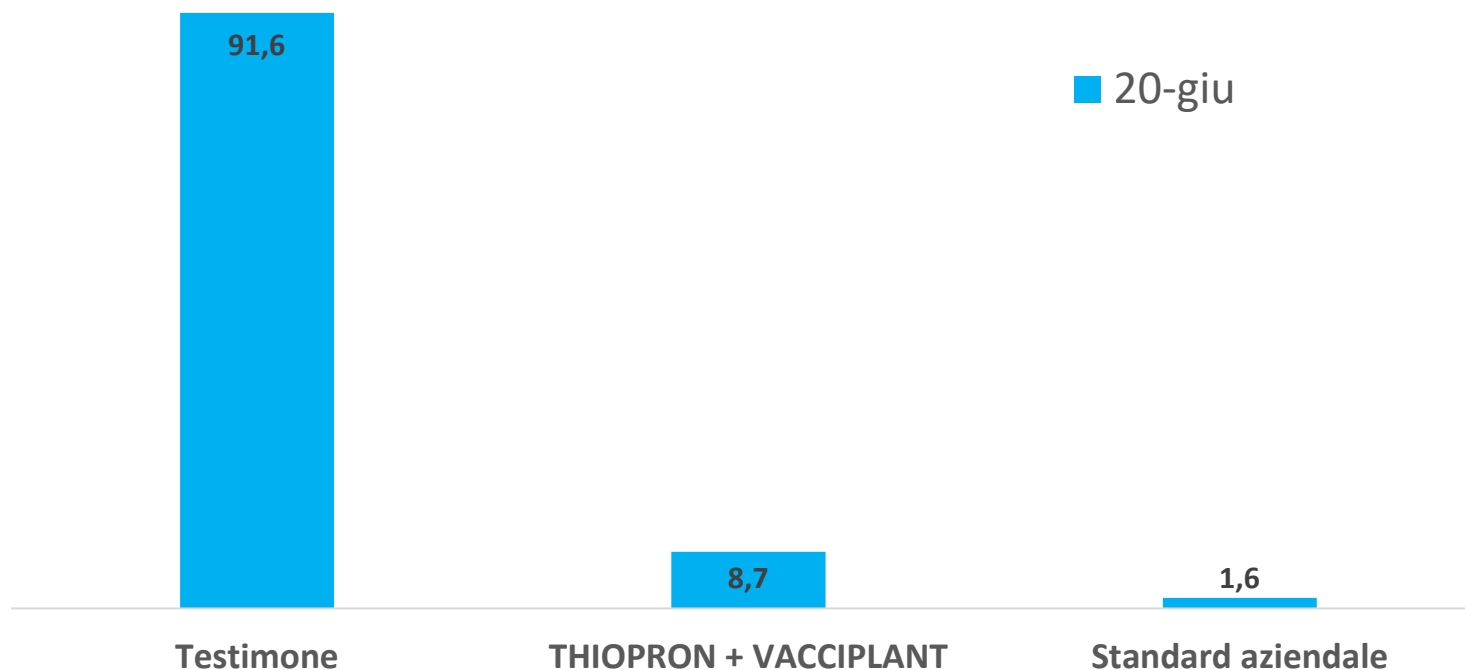 91,6
20-giu
8,7
1,6
Testimone
THIOPRON + VACCIPLANT
Standard aziendale